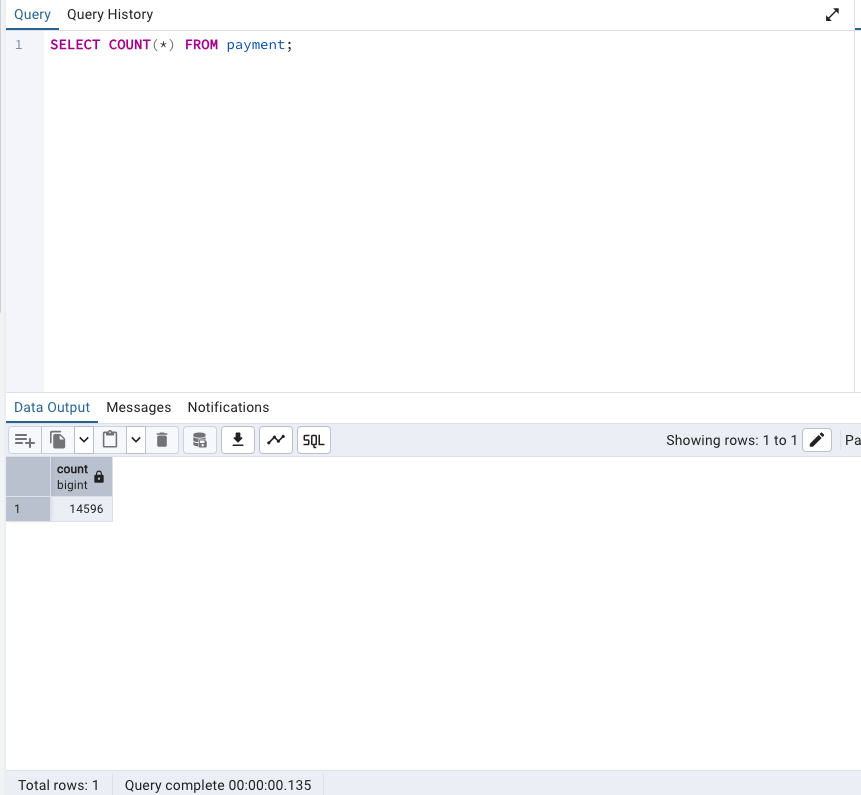 Query Query History
1 SELECT COUNT(*) FROM payment;
Data Output Messages Notifications
SQL Showing rows: 1 to 1 Pa
count
bigint
1 14596
Total rows: 1 Query complete 00:00:00.135